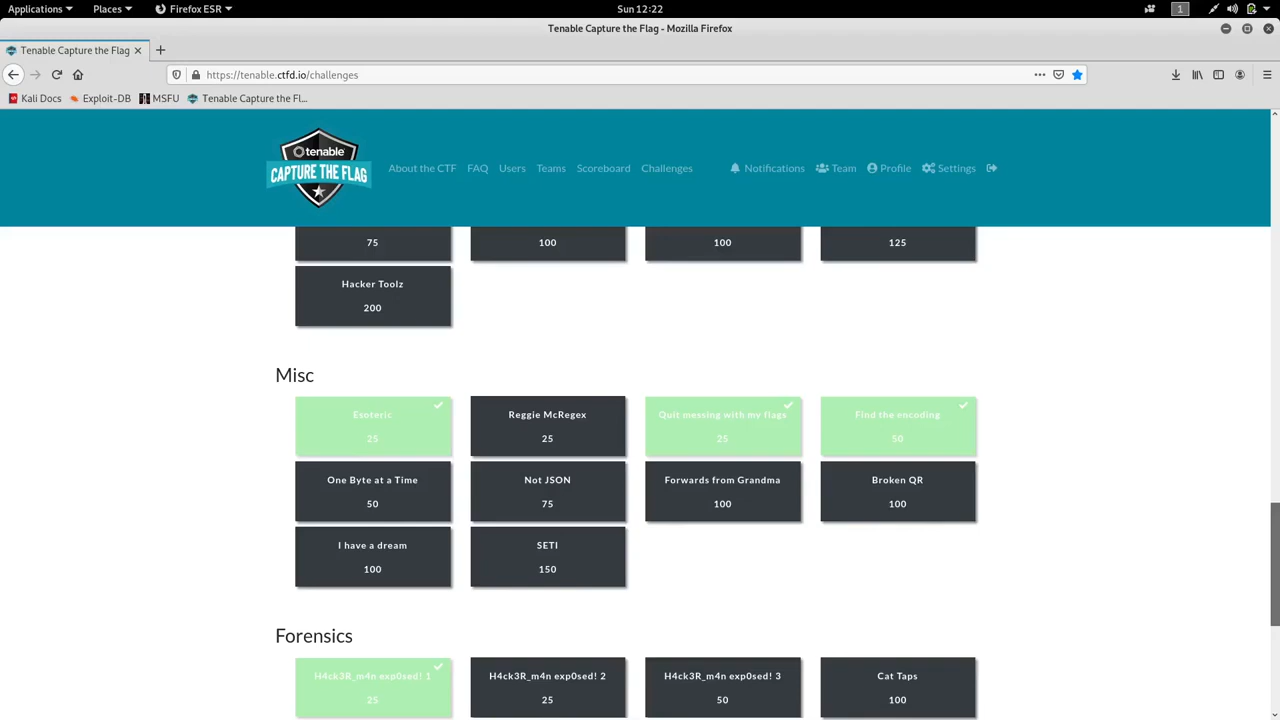 Applications Places Firefox ESR Sun 12:22 1
Tenable Capture the Flag - Mozilla Firefox
Tenable Capture the Flag
https://tenable.ctfd.io/challenges
Kali Docs Exploit-DB MSFU Tenable Capture the Fl...
tenable
CAPTURE THE FLAG
About the CTF FAQ Users Teams Scoreboard Challenges Notifications Team Profile Settings
75 100 100 125
Hacker Toolz
200
Misc
Esoteric Reggie McRegex Quit messing with my flags Find the encoding
25 25 25 50
One Byte at a Time Not JSON Forwards from Grandma Broken QR
50 75 100 100
I have a dream SETI
100 150
Forensics
H4ck3R_m4n exp0sed! 1 H4ck3R_m4n exp0sed! 2 H4ck3R_m4n exp0sed! 3 Cat Taps
25 25 50 100